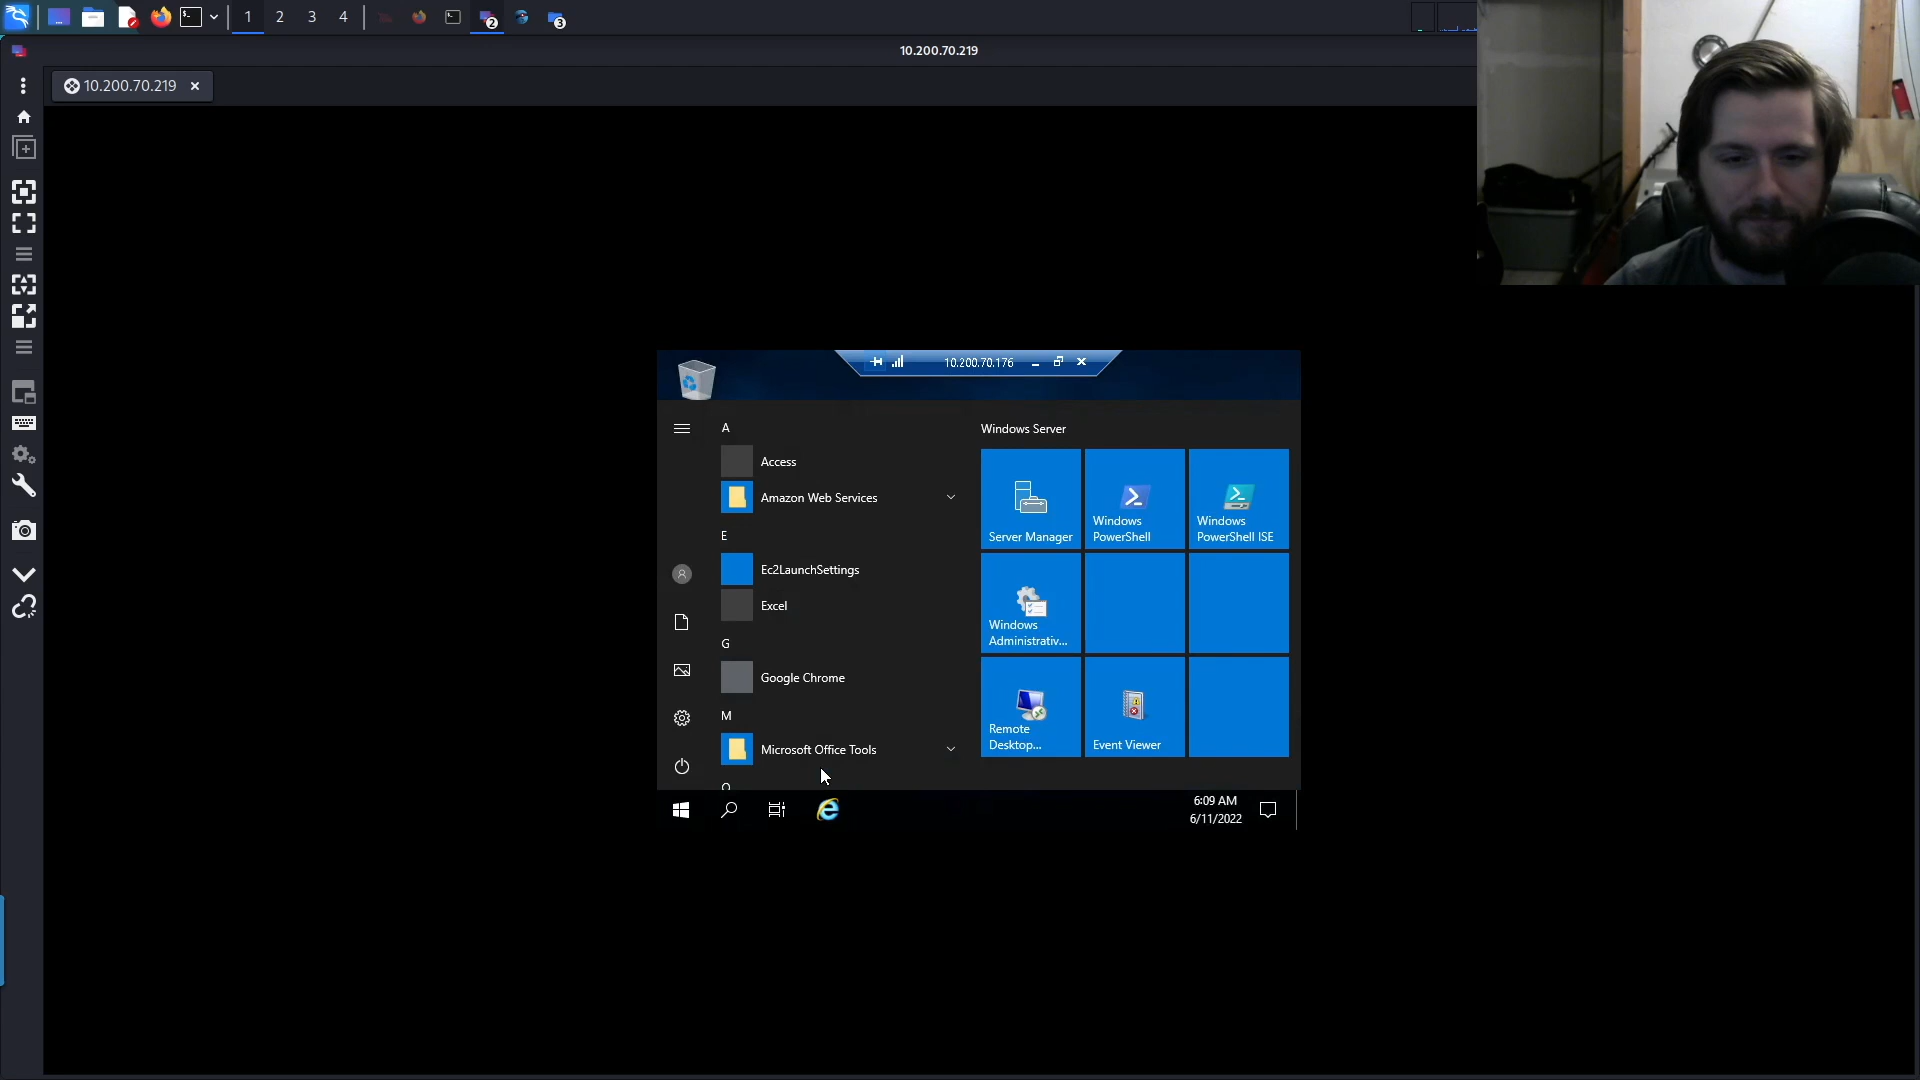 1 2 3 4
2
3
10.200.70.219
10.200.70.219
10.200.70.176
A
Windows Server
Access
Amazon Web Services
E
Server Manager
Windows
PowerShell
Windows
PowerShell ISE
Ec2LaunchSettings
Excel
Windows
Administrativ...
G
Google Chrome
M
Microsoft Office Tools
Remote
Desktop...
Event Viewer
6:09 AM
6/11/2022